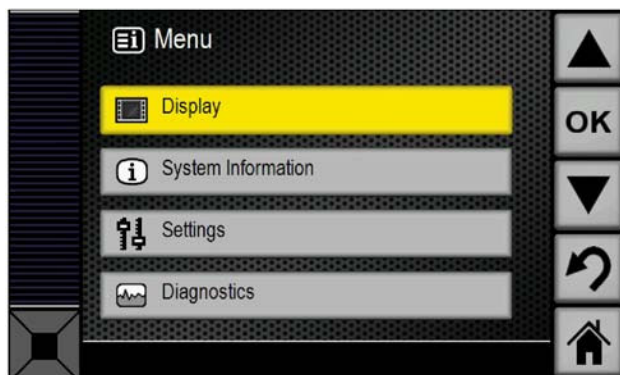 Menu
Display
OK
System Information
Settings
Diagnostics